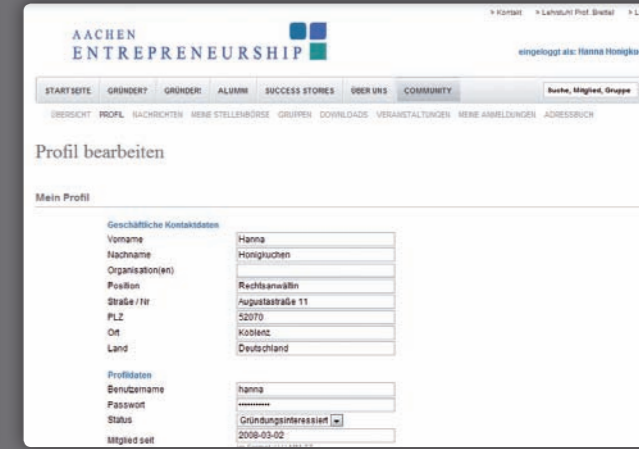 > Kontakt > Lehrstuhl Prof. Brettel > L
AACHEN
ENTREPRENEURSHIP
eingeloggt als: Hanna Honigku
STARTSEITE GRÜNDER? GRÜNDER! ALUMNI SUCCESS STORIES ÜBER UNS COMMUNITY Suche, Mitglied, Gruppe
ÜBERSICHT PROFIL NACHRICHTEN MEINE STELLENBÖRSE GRUPPEN DOWNLOADS VERANSTALTUNGEN MEINE ANMELDUNGEN ADRESSBUCH
Profil bearbeiten
Mein Profil
Geschäftliche Kontaktdaten
Vorname Hanna
Nachname Honigkuchen
Organisation(en)
Position Rechtsanwältin
Straße / Nr Augustastraße 11
PLZ 52070
Ort Koblenz
Land Deutschland
Profildaten
Benutzername hanna
Passwort ••••••••••
Status Gründungsinteressiert
Mitglied seit 2008-03-02